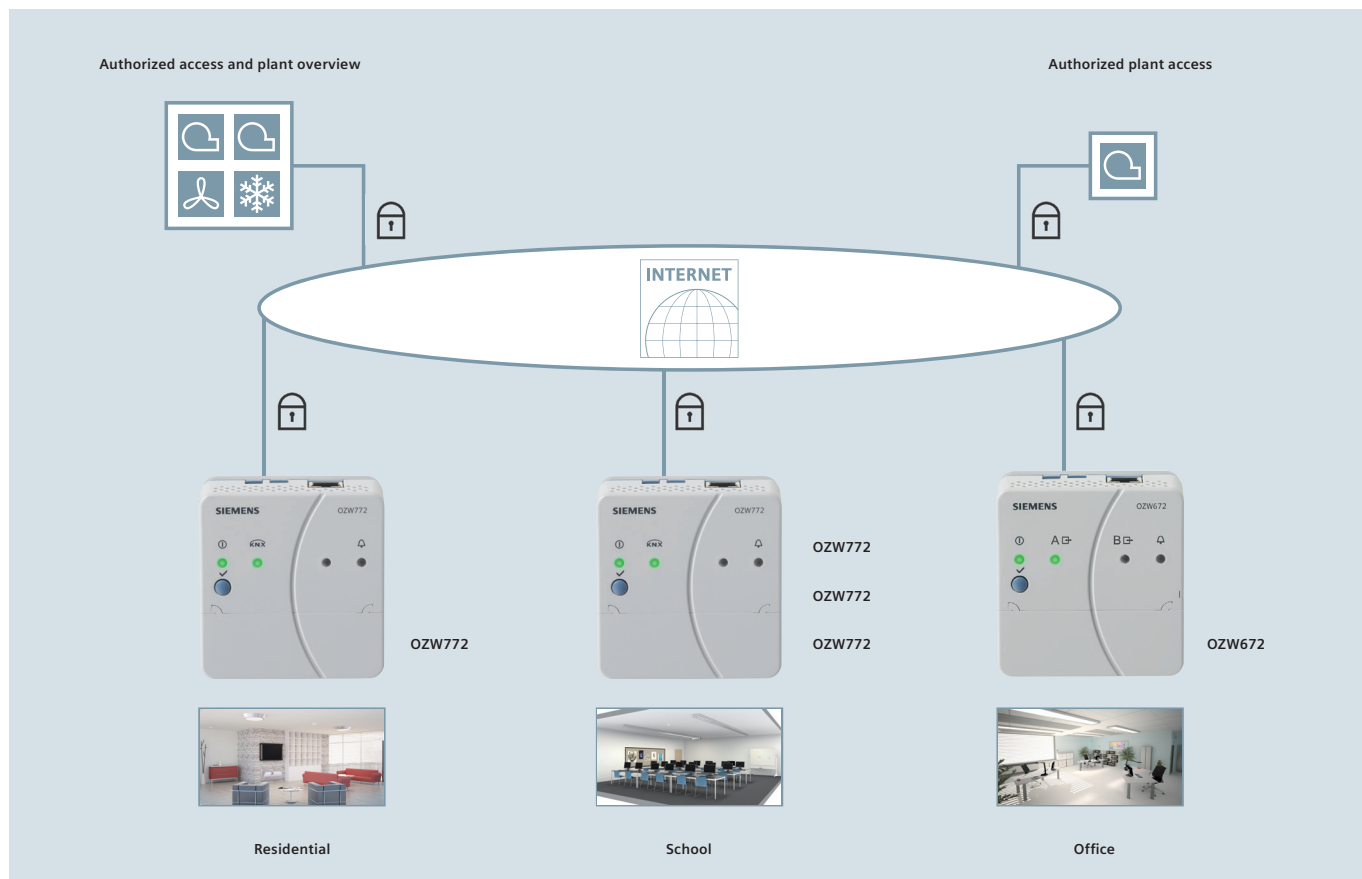 Authorized access and plant overview
Authorized plant access
INTERNET
SIEMENS OZW772
KNX
OZW772
SIEMENS OZW772
KNX
OZW772
OZW772
OZW772
SIEMENS OZW672
A B
OZW672
Residential
School
Office